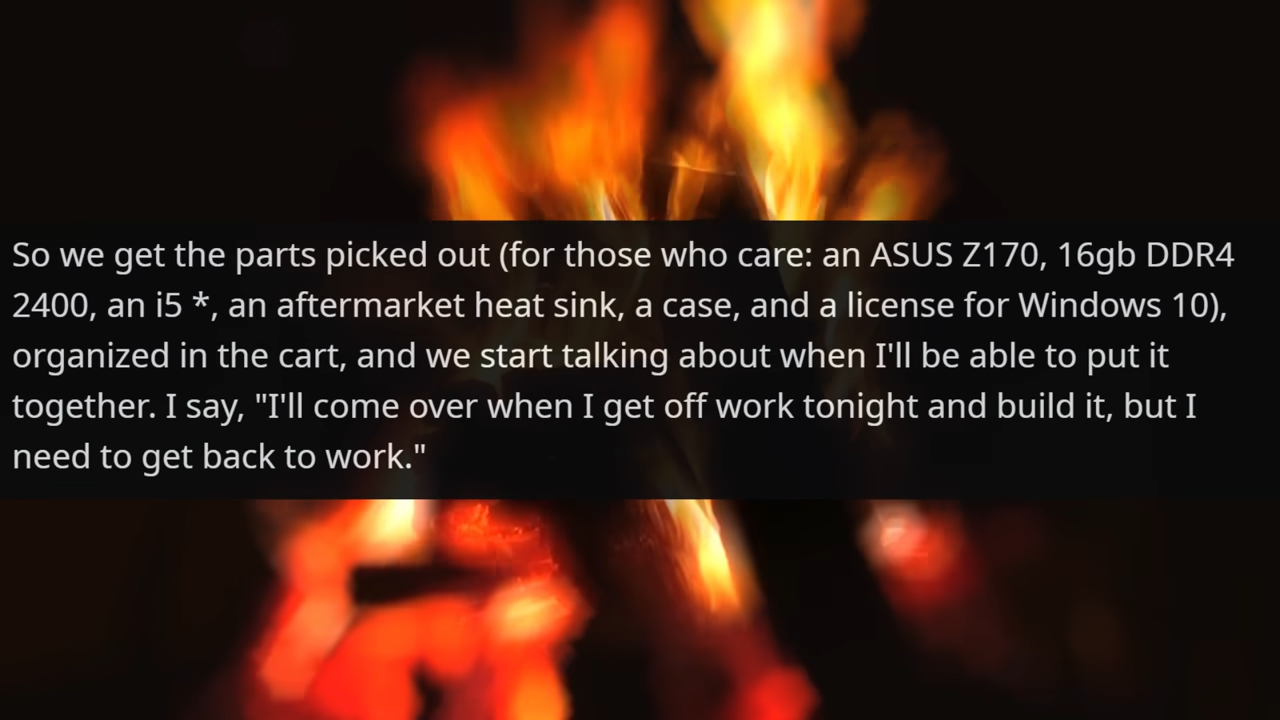 So we get the parts picked out (for those who care: an ASUS Z170, 16gb DDR4
2400, an i5 *, an aftermarket heat sink, a case, and a license for Windows 10),
organized in the cart, and we start talking about when I'll be able to put it
together. I say, "I'll come over when I get off work tonight and build it, but I
need to get back to work."